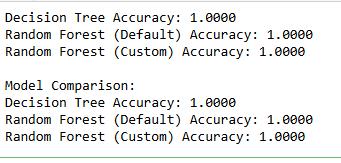 Decision Tree Accuracy: 1.0000
Random Forest (Default) Accuracy: 1.0000
Random Forest (Custom) Accuracy: 1.0000
Model Comparison:
Decision Tree Accuracy: 1.0000
Random Forest (Default) Accuracy: 1.0000
Random Forest (Custom) Accuracy: 1.0000